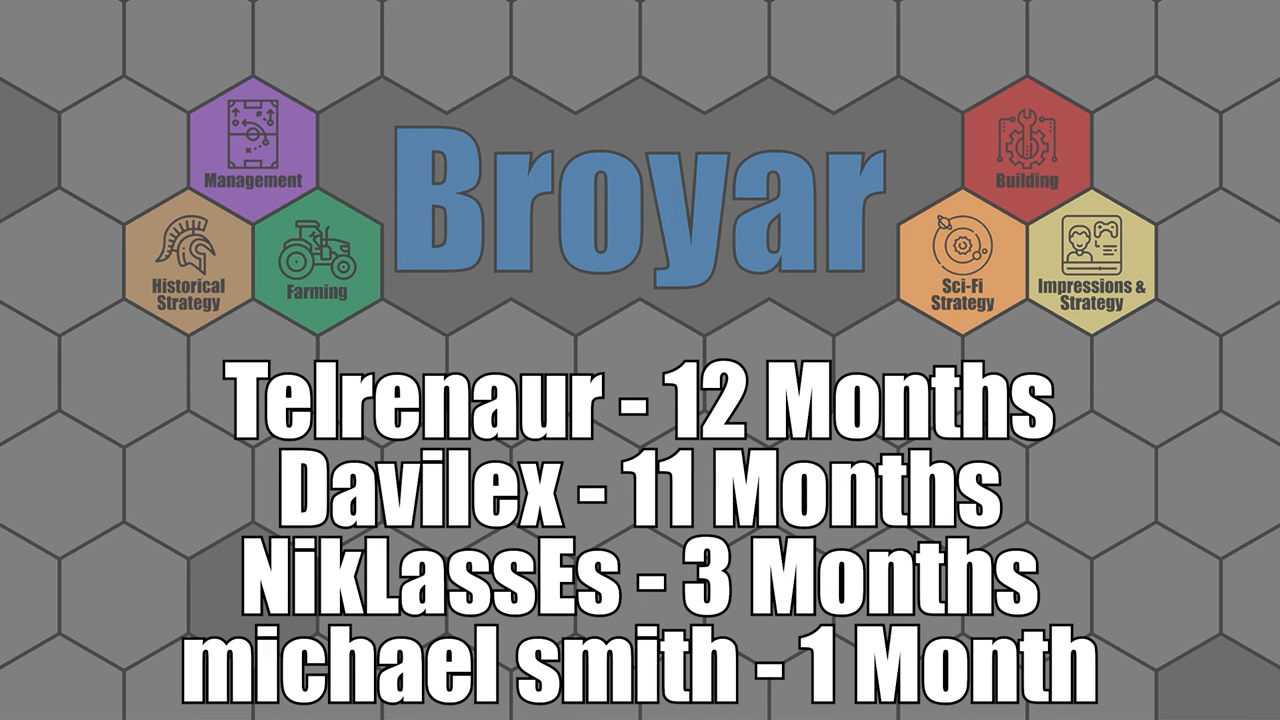 Management
Historical
Strategy
Farming
Broyar
Building
Sci-Fi
Strategy
Impressions &
Strategy
Telrenaur - 12 Months
Davilex - 11 Months
NikLassEs - 3 Months
michael smith - 1 Month